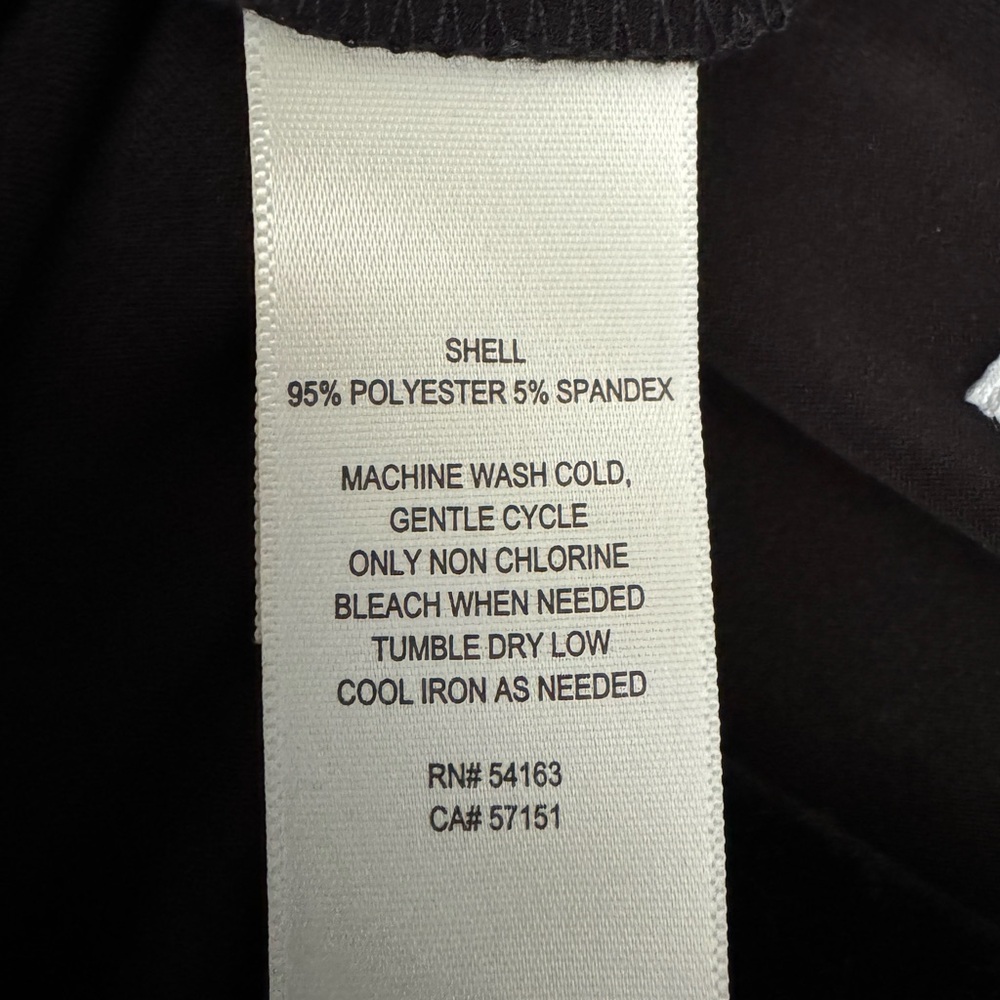 SHELL
95% POLYESTER 5% SPANDEX
MACHINE WASH COLD,
GENTLE CYCLE
ONLY NON CHLORINE
BLEACH WHEN NEEDED
TUMBLE DRY LOW
COOL IRON AS NEEDED
RN# 54163
CA# 57151